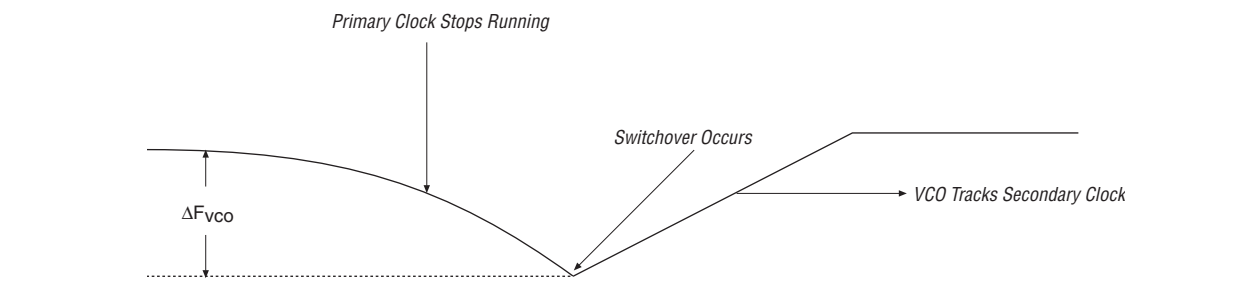 Primary Clock Stops Running
Switchover Occurs
VCO Tracks Secondary Clock
ΔFvco